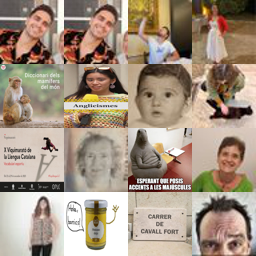 Diccionari dels
mamífers
del món
Anglicismes
X Viquimarató de
la Llengua Catalana
ESPERANT QUE POSIS
ACCENTS A LES MAJÚSCULES
Hola,
CARRER
DE
CAVALL FORT